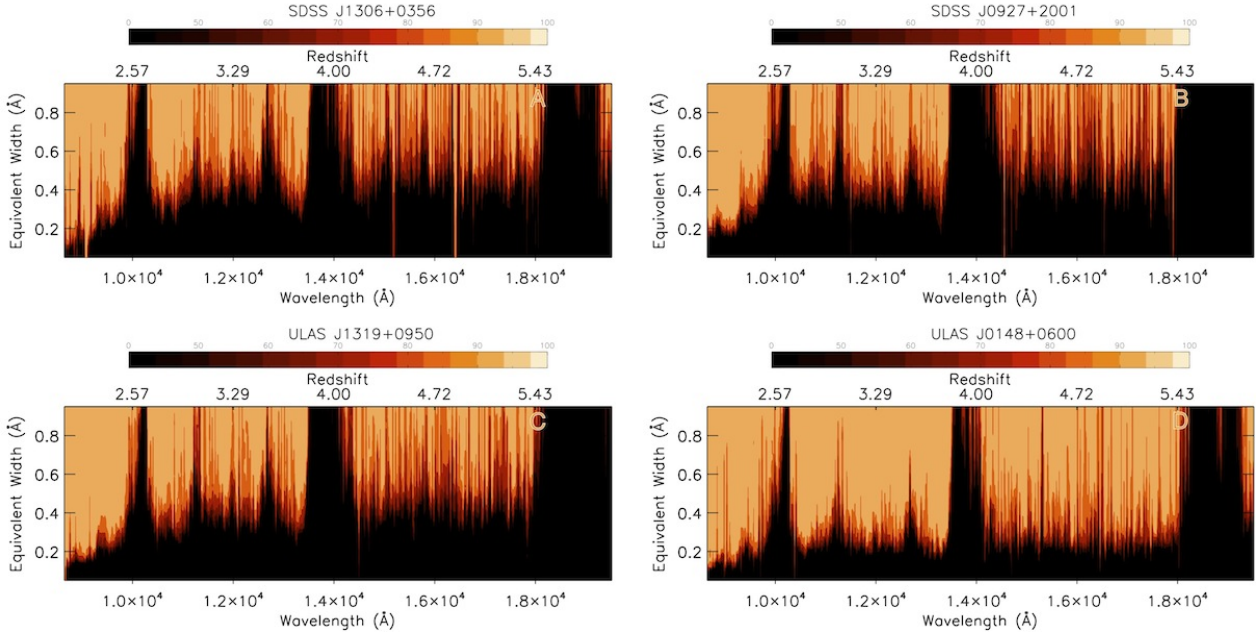 SDSS J1306+0356
0 50 60 70 80 90 100
Redshift
2.57 3.29 4.00 4.72 5.43
A
Equivalent Width (Å)
0.8
0.6
0.4
0.2
1.0×10⁴ 1.2×10⁴ 1.4×10⁴ 1.6×10⁴ 1.8×10⁴
Wavelength (Å)
SDSS J0927+2001
0 50 60 70 80 90 100
Redshift
2.57 3.29 4.00 4.72 5.43
B
Equivalent Width (Å)
0.8
0.6
0.4
0.2
1.0×10⁴ 1.2×10⁴ 1.4×10⁴ 1.6×10⁴ 1.8×10⁴
Wavelength (Å)
ULAS J1319+0950
0 50 60 70 80 90 100
Redshift
2.57 3.29 4.00 4.72 5.43
C
Equivalent Width (Å)
0.8
0.6
0.4
0.2
1.0×10⁴ 1.2×10⁴ 1.4×10⁴ 1.6×10⁴ 1.8×10⁴
Wavelength (Å)
ULAS J0148+0600
0 50 60 70 80 90 100
Redshift
2.57 3.29 4.00 4.72 5.43
D
Equivalent Width (Å)
0.8
0.6
0.4
0.2
1.0×10⁴ 1.2×10⁴ 1.4×10⁴ 1.6×10⁴ 1.8×10⁴
Wavelength (Å)